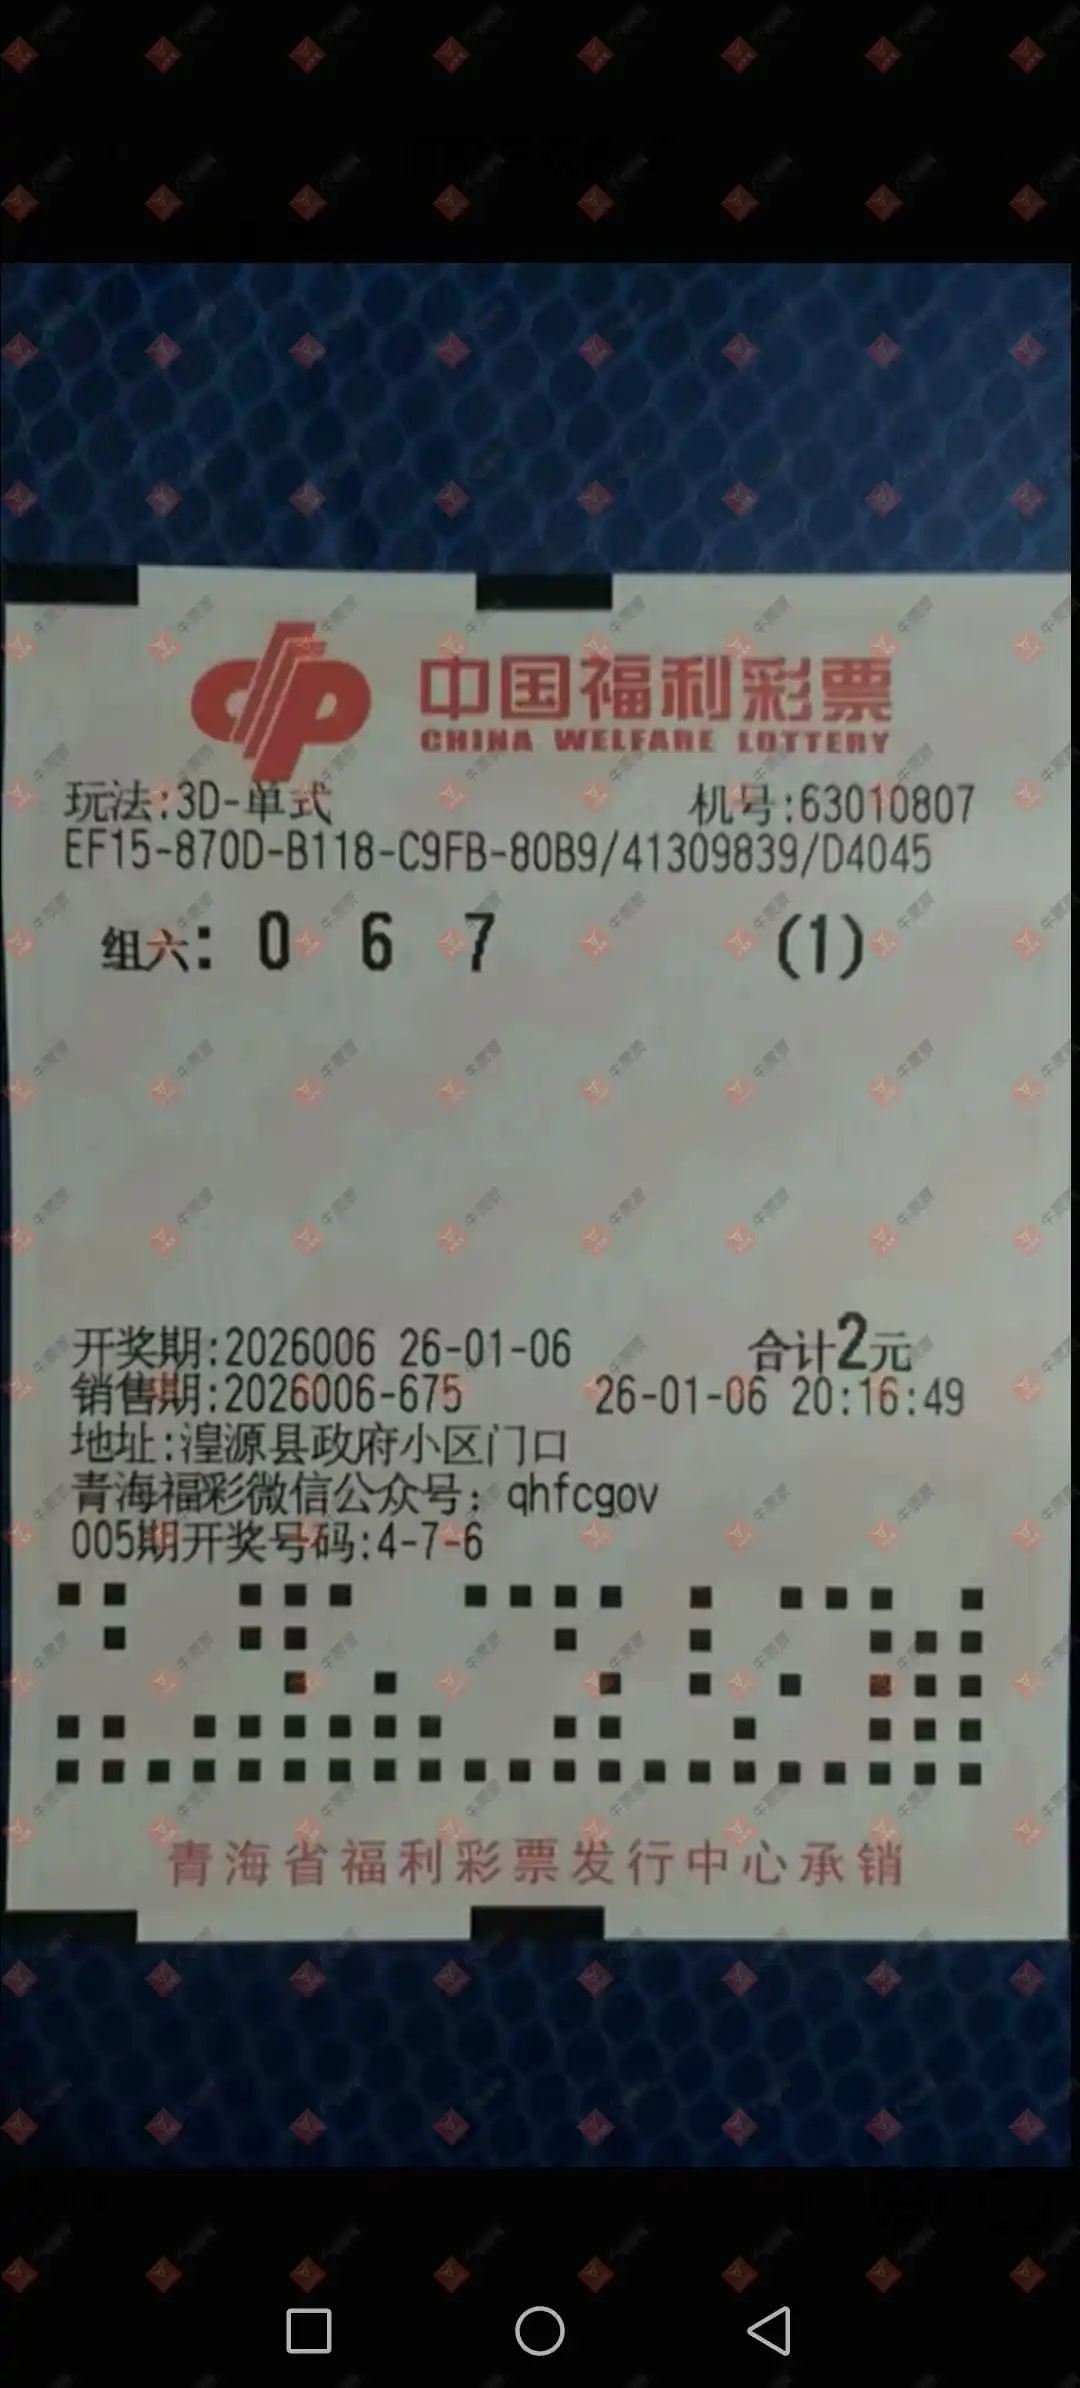 中国福利彩票
CHINA WELFARE LOTTERY
玩法:3D-单式 机号:63010807
EF15-870D-B118-C9FB-80B9/41309839/D4045
组六: 0 6 7 (1)
开奖期:2026006 26-01-06 合计2元
销售期:2026006-675 26-01-06 20:16:49
地址:湟源县政府小区门口
青海福彩微信公众号: qhfcgov
005期开奖号码:4-7-6
青海省福利彩票发行中心承销